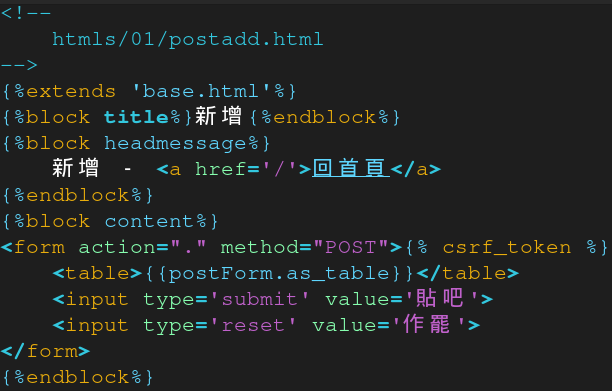 <!--
    htmls/01/postadd.html
-->
{%extends 'base.html'%}
{%block title%}新增{%endblock%}
{%block headmessage%}
    新增 - <a href='/'>回首頁</a>
{%endblock%}
{%block content%}
<form action="." method="POST">{% csrf_token %}
    <table>{{postForm.as_table}}</table>
    <input type='submit' value='貼吧'>
    <input type='reset' value='作罷'>
</form>
{%endblock%}